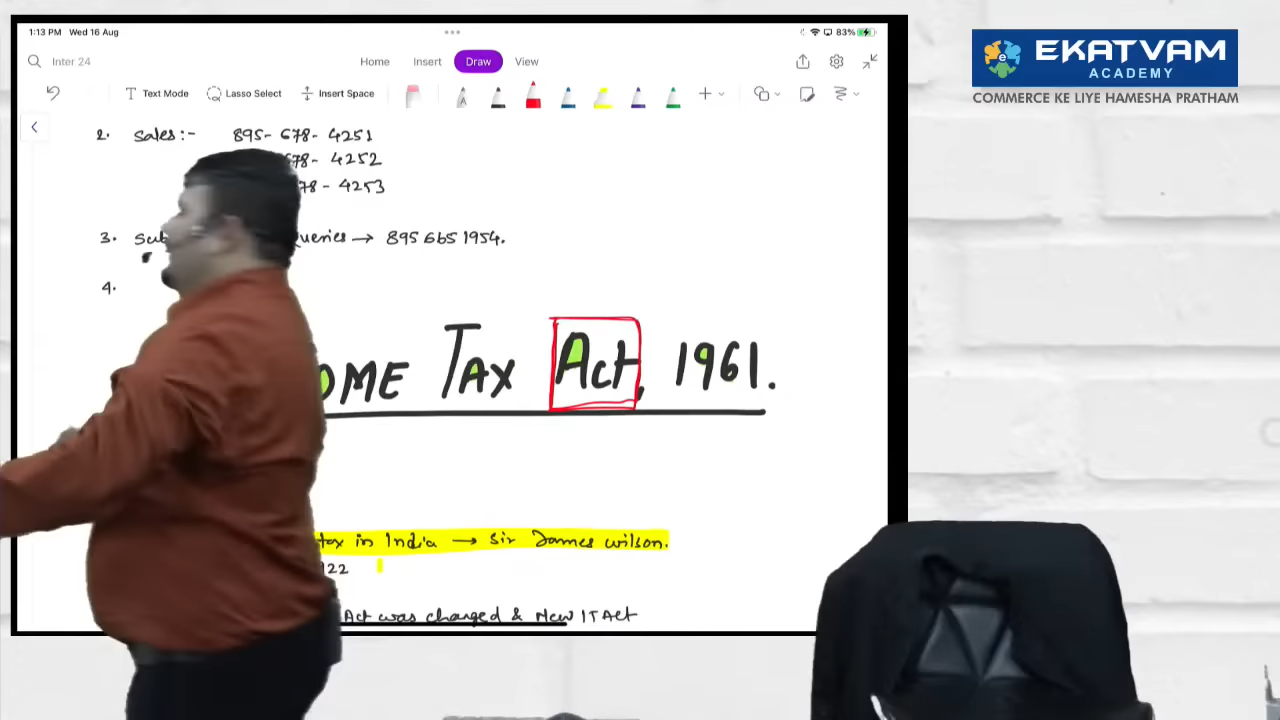 1:13 PM Wed 16 Aug
83%
EKATVAM
ACADEMY
COMMERCE KE LIYE HAMESHA PRATHAM
Inter 24
Home Insert Draw View
Text Mode Lasso Select Insert Space
2. Sales:- 895-678-4251
678- 4252
78- 4253
3. Sub ueries → 895 665 1954.
4.
OME TAX Act, 1961.
tax in India → Sir James Wilson.
922
Act was changed & New IT Act